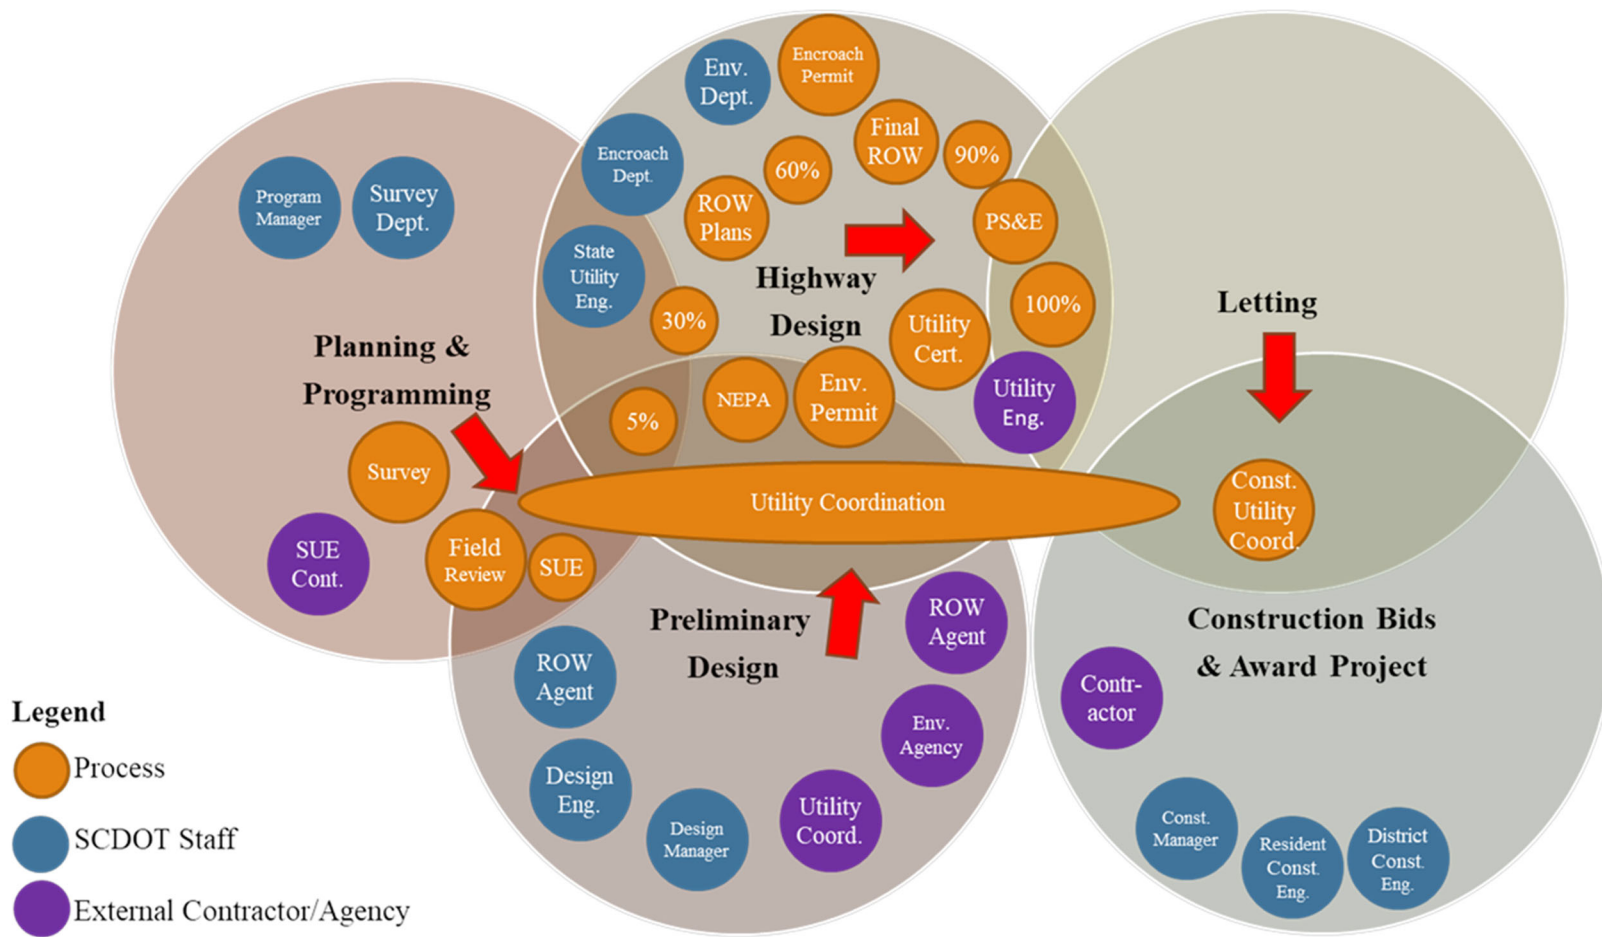 Program
Manager
Survey
Dept.
Planning &
Programming
Survey
SUE
Cont.
Field
Review
SUE
5%
Env.
Dept.
Encroach
Permit
Encroach
Dept.
State
Utility
Eng.
30%
ROW
Plans
60%
Final
ROW
90%
PS&E
100%
Highway
Design
Utility
Cert.
Utility
Eng.
NEPA
Env.
Permit
Utility Coordination
Letting
Const.
Utility
Coord.
Preliminary
Design
ROW
Agent
Design
Eng.
Design
Manager
Utility
Coord.
Env.
Agency
ROW
Agent
Construction Bids
& Award Project
Contr-
actor
Const.
Manager
Resident
Const.
Eng.
District
Const.
Eng.
Legend
Process
SCDOT Staff
External Contractor/Agency